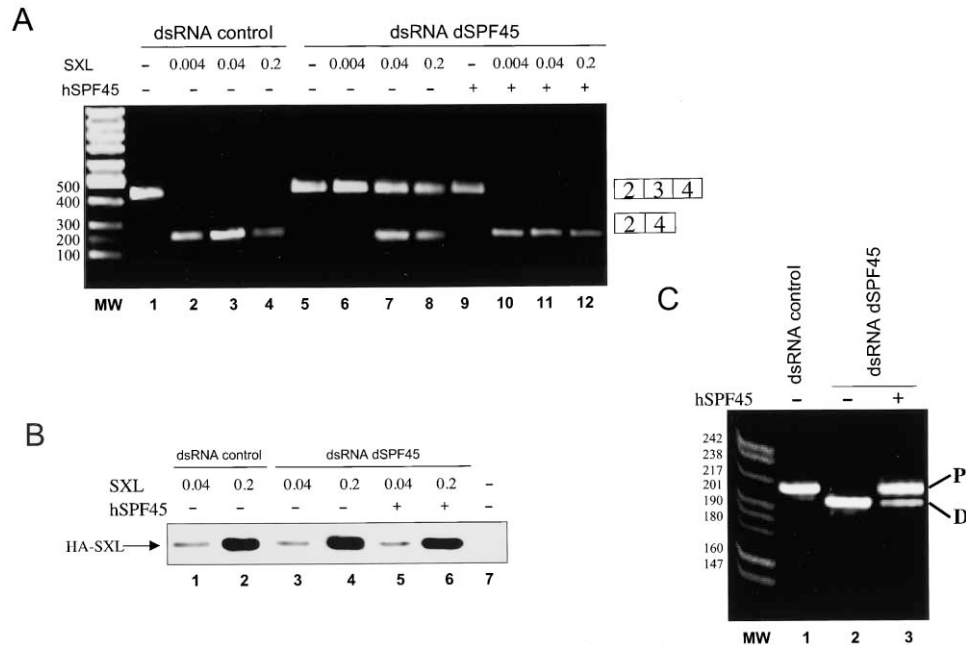 A
dsRNA control dsRNA dSPF45
SXL – 0.004 0.04 0.2 – 0.004 0.04 0.2 – 0.004 0.04 0.2
hSPF45 – – – – – – – – + + + +
500
400
300
200
100
2 3 4
2 4
MW 1 2 3 4 5 6 7 8 9 10 11 12
B
dsRNA control dsRNA dSPF45
SXL 0.04 0.2 0.04 0.2 0.04 0.2 –
hSPF45 – – – – + + –
HA-SXL
1 2 3 4 5 6 7
C
dsRNA control
dsRNA dSPF45
hSPF45 – – +
242
238
217
201
190
180
160
147
P
D
MW 1 2 3